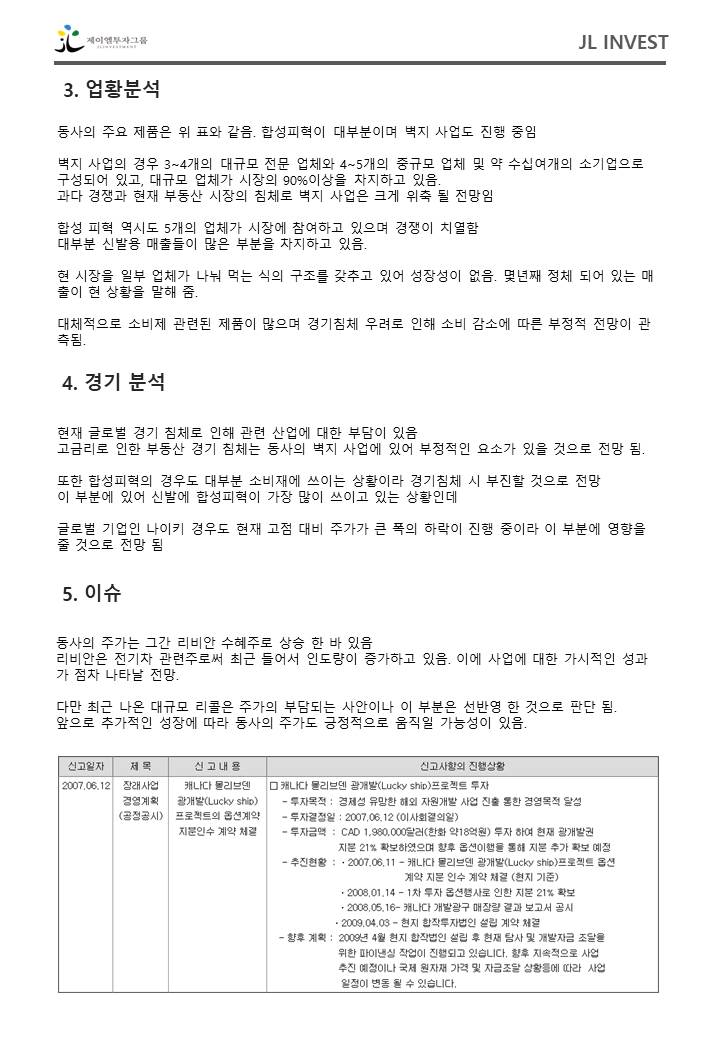 제이엘투자그룹
JLINVESTMENT
JL INVEST
3. 업황분석
동사의 주요 제품은 위 표와 같음. 합성피혁이 대부분이며 벽지 사업도 진행 중임
벽지 사업의 경우 3~4개의 대규모 전문 업체와 4~5개의 중규모 업체 및 약 수십여개의 소기업으로
구성되어 있고, 대규모 업체가 시장의 90%이상을 차지하고 있음.
과다 경쟁과 현재 부동산 시장의 침체로 벽지 사업은 크게 위축 될 전망임
합성 피혁 역시도 5개의 업체가 시장에 참여하고 있으며 경쟁이 치열함
대부분 신발용 매출들이 많은 부분을 차지하고 있음.
현 시장을 일부 업체가 나눠 먹는 식의 구조를 갖추고 있어 성장성이 없음. 몇년째 정체 되어 있는 매
출이 현 상황을 말해 줌.
대체적으로 소비제 관련된 제품이 많으며 경기침체 우려로 인해 소비 감소에 따른 부정적 전망이 관
측됨.
4. 경기 분석
현재 글로벌 경기 침체로 인해 관련 산업에 대한 부담이 있음
고금리로 인한 부동산 경기 침체는 동사의 벽지 사업에 있어 부정적인 요소가 있을 것으로 전망 됨.
또한 합성피혁의 경우도 대부분 소비재에 쓰이는 상황이라 경기침체 시 부진할 것으로 전망
이 부분에 있어 신발에 합성피혁이 가장 많이 쓰이고 있는 상황인데
글로벌 기업인 나이키 경우도 현재 고점 대비 주가가 큰 폭의 하락이 진행 중이라 이 부분에 영향을
줄 것으로 전망 됨
5. 이슈
동사의 주가는 그간 리비안 수혜주로 상승 한 바 있음
리비안은 전기차 관련주로써 최근 들어서 인도량이 증가하고 있음. 이에 사업에 대한 가시적인 성과
가 점차 나타날 전망.
다만 최근 나온 대규모 리콜은 주가의 부담되는 사안이나 이 부분은 선반영 한 것으로 판단 됨.
앞으로 추가적인 성장에 따라 동사의 주가도 긍정적으로 움직일 가능성이 있음.
신고일자 제 목 신 고 내 용 신고사항의 진행상황
2007.06.12 장래사업 캐나다 몰리브덴 □ 캐나다 몰리브덴 광개발(Lucky ship)프로젝트 투자
경영계획 광개발(Lucky ship) - 투자목적 : 경제성 유망한 해외 자원개발 사업 진출 통한 경영목적 달성
(공정공시) 프로젝트의 옵션계약 - 투자결정일 : 2007.06.12 (이사회결의일)
지분인수 계약 체결 - 투자금액 : CAD 1,980,000달러(한화 약18억원) 투자 하여 현재 광개발권
지분 21% 확보하였으며 향후 옵션이행을 통해 지분 추가 확보 예정
- 추진현황 : ·2007.06.11 - 캐나다 몰리브덴 광개발(Lucky ship)프로젝트 옵션
계약 지분 인수 계약 체결 (현지 기준)
·2008.01.14 - 1차 투자 옵션행사로 인한 지분 21% 확보
·2008.05.16- 캐나다 개발광구 매장량 결과 보고서 공시
·2009.04.03 - 현지 합작투자법인 설립 계약 체결
- 향후 계획 : 2009년 4월 현지 합작법인 설립 후 현재 탐사 및 개발자금 조달을
위한 파이낸싱 작업이 진행되고 있습니다. 향후 지속적으로 사업
추진 예정이나 국제 원자재 가격 및 자금조달 상황등에 따라 사업
일정이 변동 될 수 있습니다.